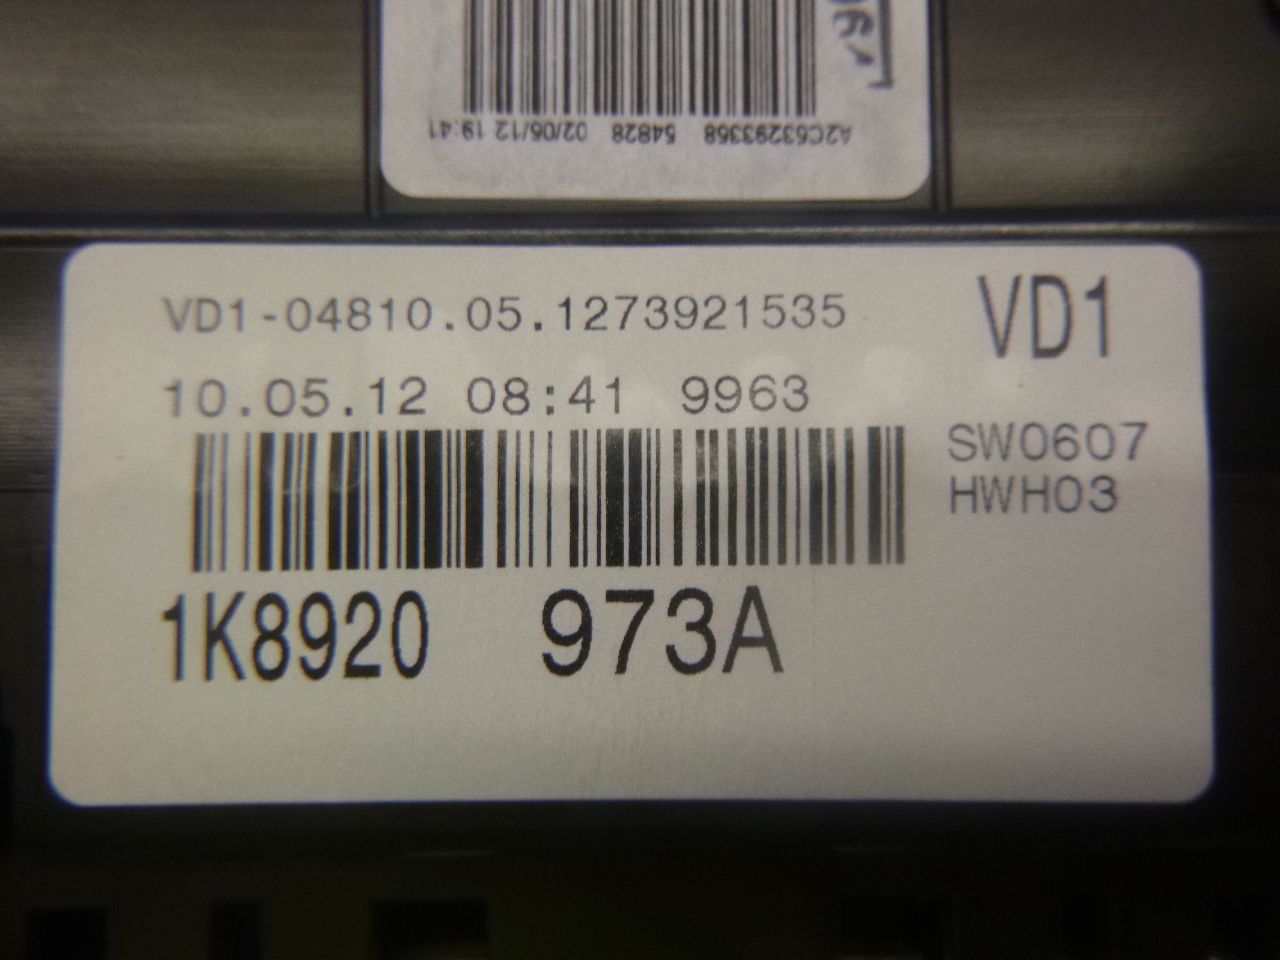 A2C53293358 54828 02/06/12 19:41
VD1-04810.05.1273921535
VD1
10.05.12 08:41 9963
SW0607
HWH03
1K8920 973A